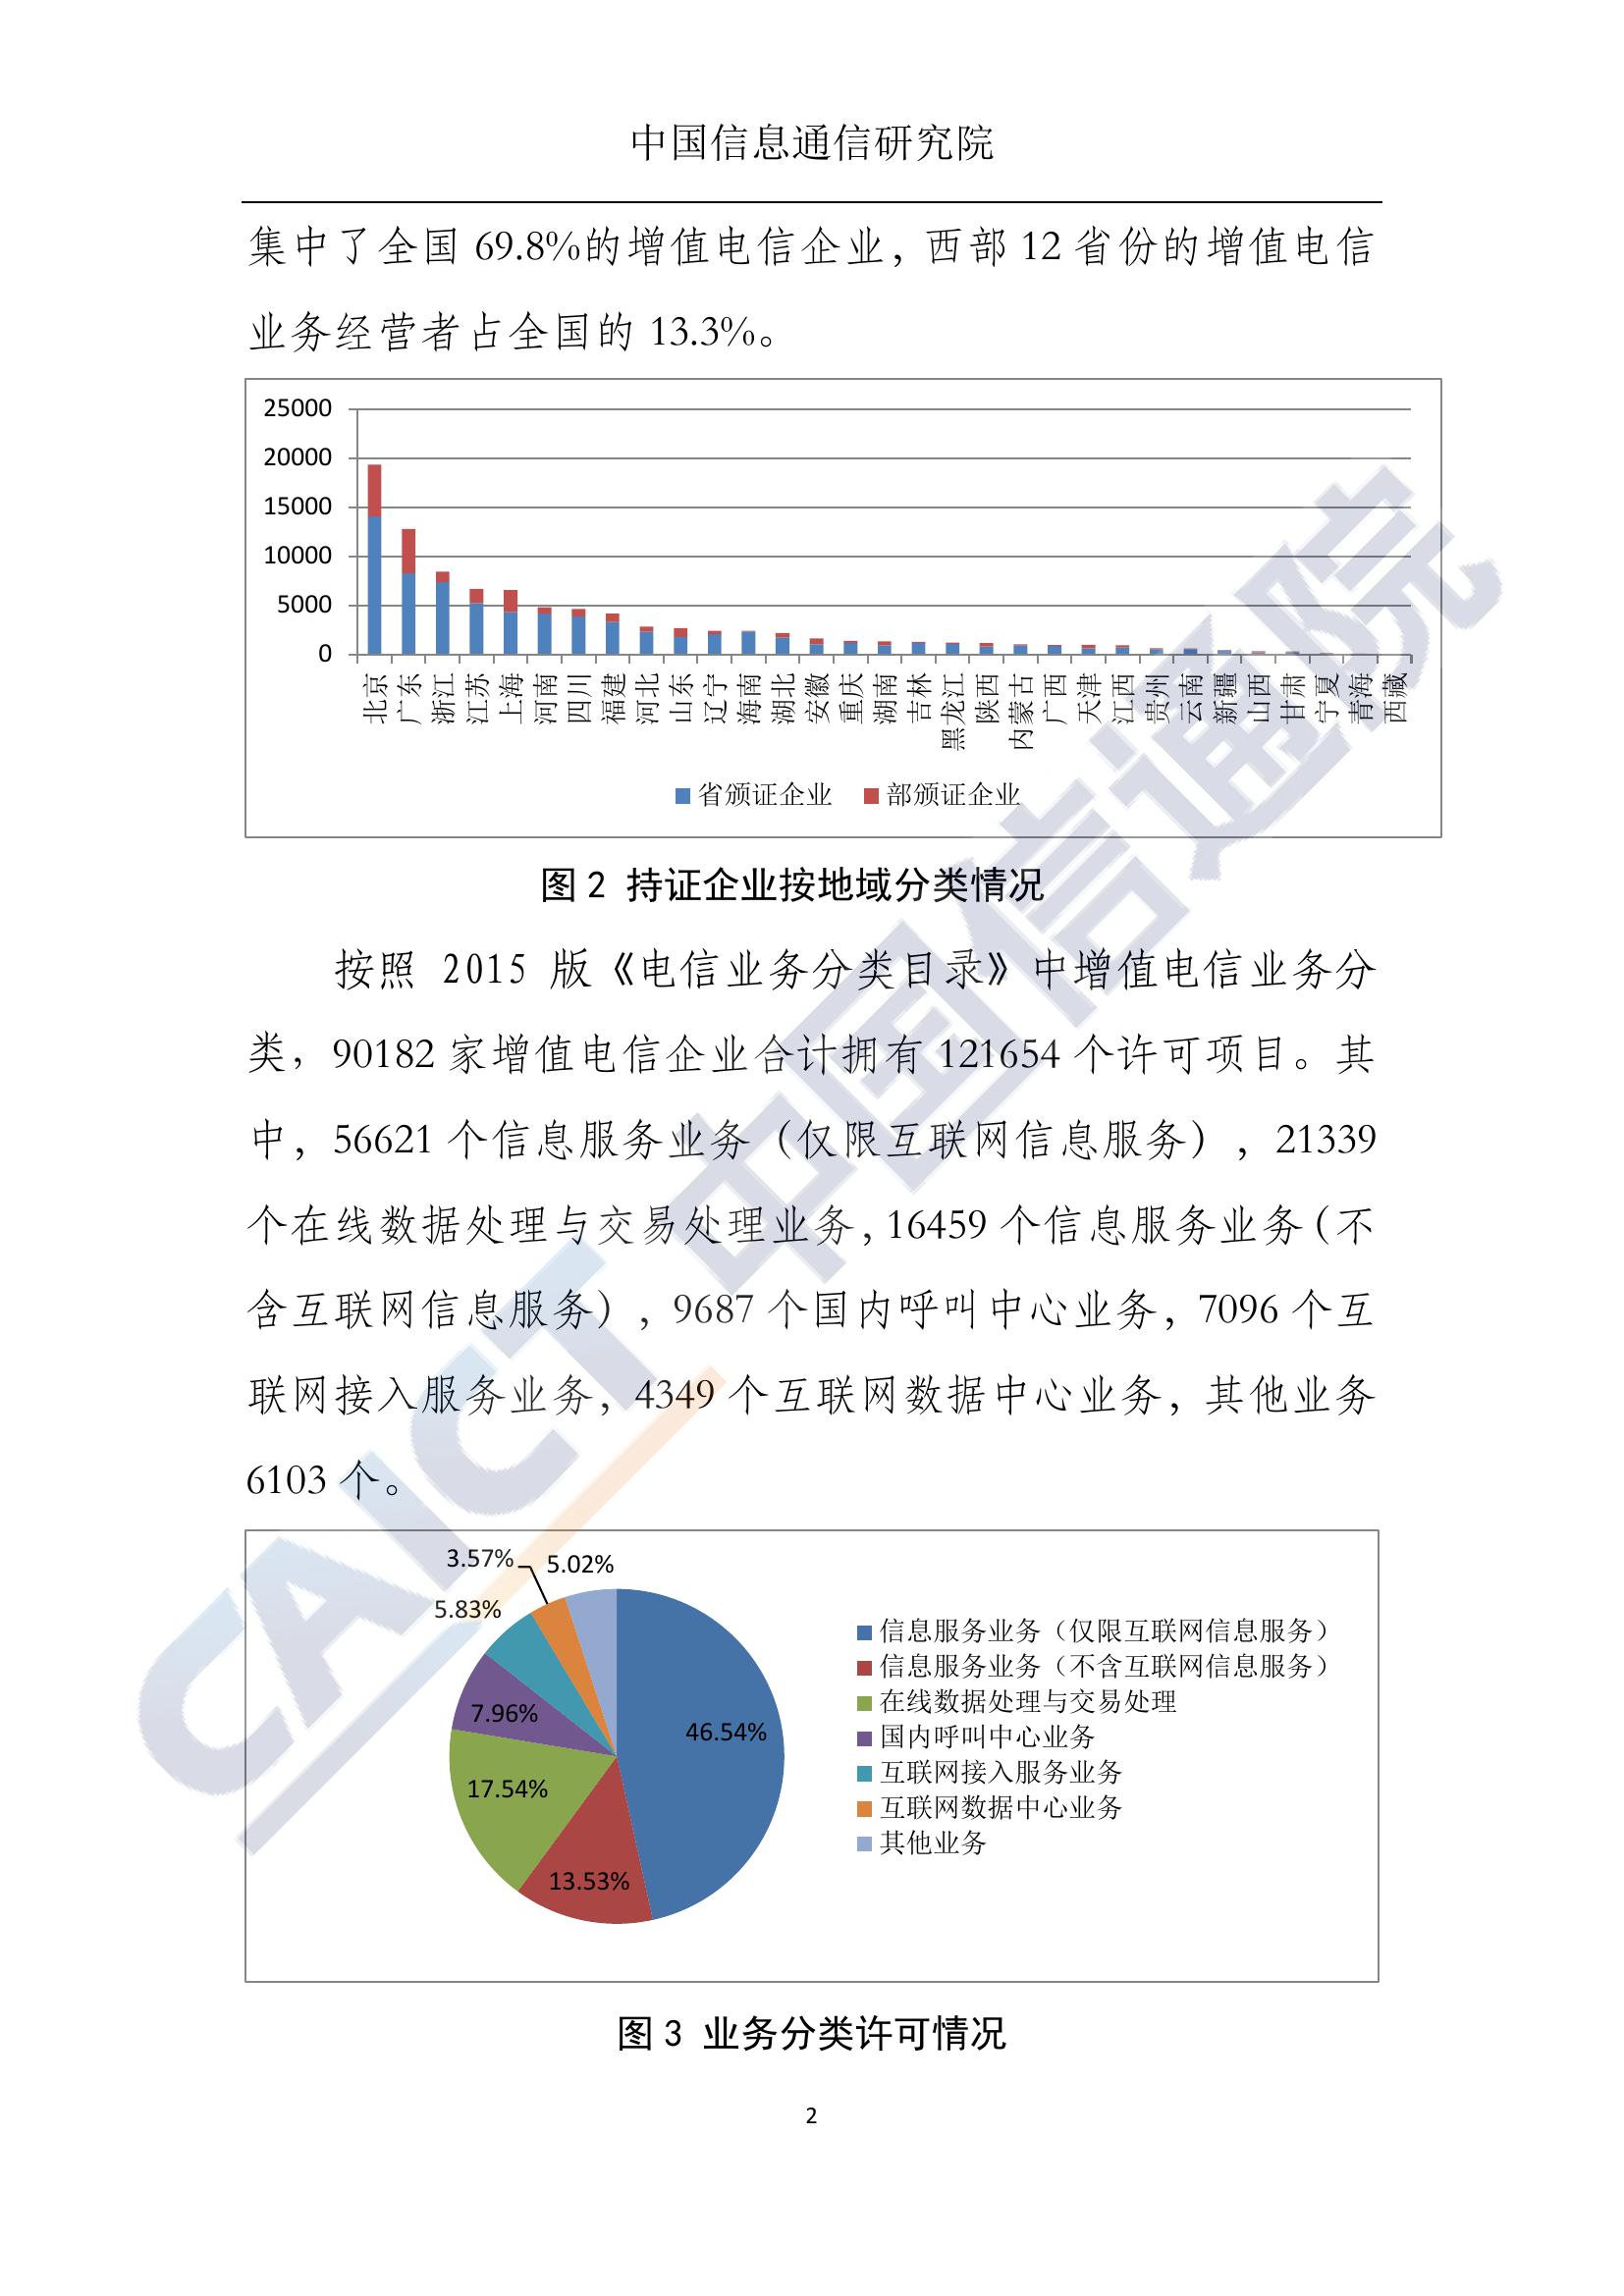 中国信息通信研究院
集中了全国 69.8%的增值电信企业，西部 12 省份的增值电信
业务经营者占全国的 13.3%。
25000
20000
15000
10000
5000
0
北京 广东 浙江 江苏 上海 河南 四川 福建 河北 山东 辽宁 海南 湖北 安徽 重庆 湖南 吉林 黑龙江 陕西 内蒙古 广西 天津 江西 贵州 云南 新疆 山西 甘肃 宁夏 青海 西藏
省颁证企业 部颁证企业
图 2 持证企业按地域分类情况
按照 2015 版《电信业务分类目录》中增值电信业务分
类，90182 家增值电信企业合计拥有 121654 个许可项目。其
中，56621 个信息服务业务（仅限互联网信息服务），21339
个在线数据处理与交易处理业务，16459 个信息服务业务（不
含互联网信息服务），9687 个国内呼叫中心业务，7096 个互
联网接入服务业务，4349 个互联网数据中心业务，其他业务
6103 个。
3.57% 5.02%
5.83%
7.96%
46.54%
17.54%
13.53%
信息服务业务（仅限互联网信息服务）
信息服务业务（不含互联网信息服务）
在线数据处理与交易处理
国内呼叫中心业务
互联网接入服务业务
互联网数据中心业务
其他业务
图 3 业务分类许可情况
2
CAICT 中国信通院